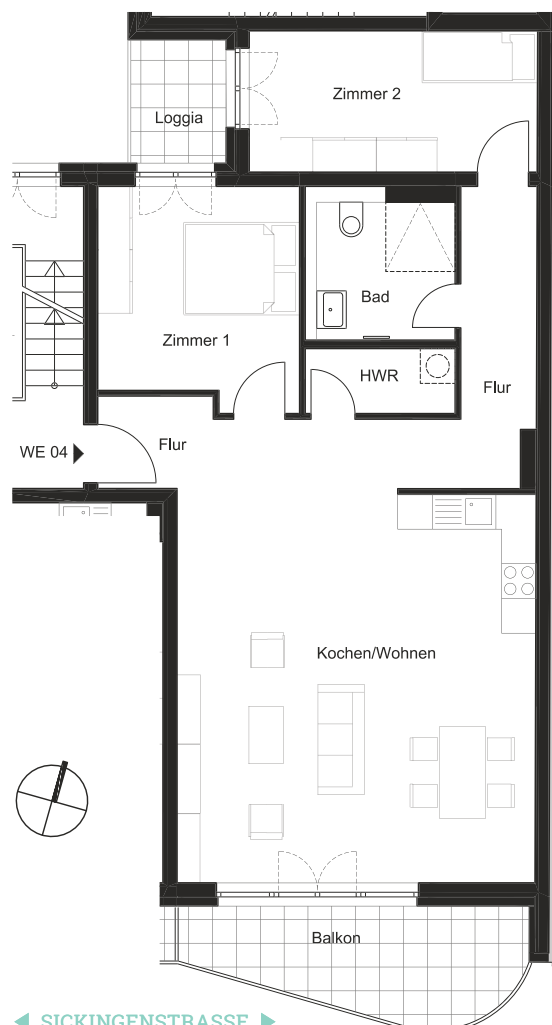 Zimmer 2
Loggia
Bad
Zimmer 1
HWR
Flur
Flur
WE 04
Kochen/Wohnen
Balkon
SICKINGENSTRASSE